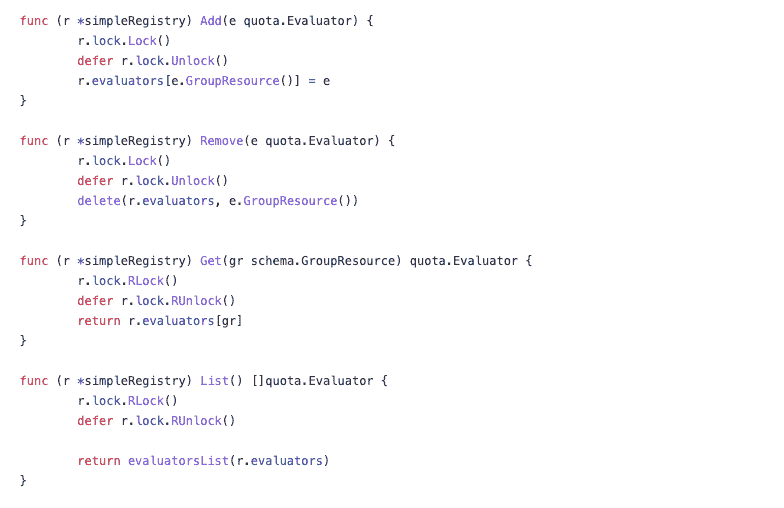 func (r *simpleRegistry) Add(e quota.Evaluator) {
        r.lock.Lock()
        defer r.lock.Unlock()
        r.evaluators[e.GroupResource()] = e
}

func (r *simpleRegistry) Remove(e quota.Evaluator) {
        r.lock.Lock()
        defer r.lock.Unlock()
        delete(r.evaluators, e.GroupResource())
}

func (r *simpleRegistry) Get(gr schema.GroupResource) quota.Evaluator {
        r.lock.RLock()
        defer r.lock.RUnlock()
        return r.evaluators[gr]
}

func (r *simpleRegistry) List() []quota.Evaluator {
        r.lock.RLock()
        defer r.lock.RUnlock()

        return evaluatorsList(r.evaluators)
}